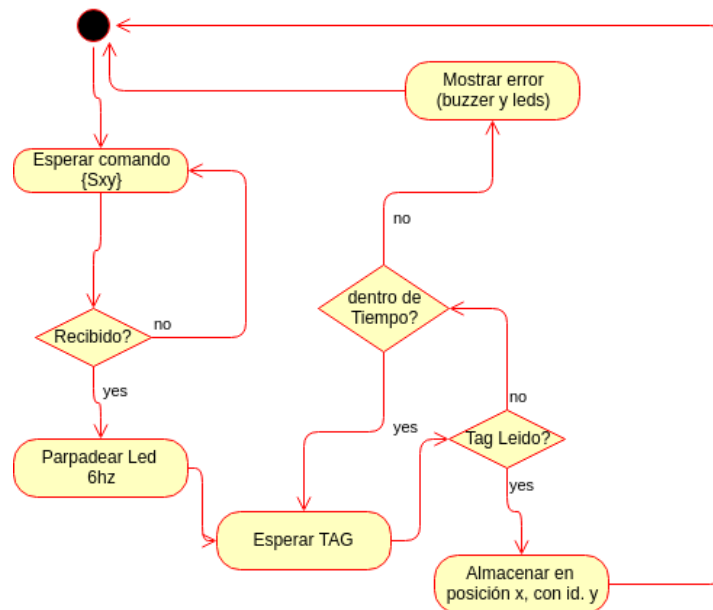 Mostrar error
(buzzer y leds)
Esperar comando
{Sxy}
no
dentro de
Tiempo?
Recibido?
no
yes
no
yes
Tag Leido?
Parpadear Led
6hz
yes
Esperar TAG
Almacenar en
posición x, con id. y